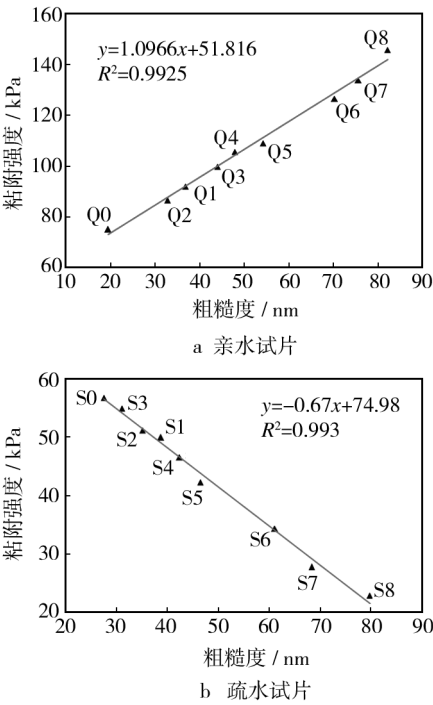 160
140
120
100
80
60
粘附强度 / kPa
y=1.0966x+51.816
R²=0.9925
Q8
Q7
Q6
Q4
Q5
Q3
Q1
Q2
Q0
10 20 30 40 50 60 70 80 90
粗糙度 / nm
a 亲水试片
60
50
40
30
20
粘附强度 / kPa
y=−0.67x+74.98
R²=0.993
S0
S3
S1
S2
S4
S5
S6
S7
S8
20 30 40 50 60 70 80 90
粗糙度 / nm
b 疏水试片